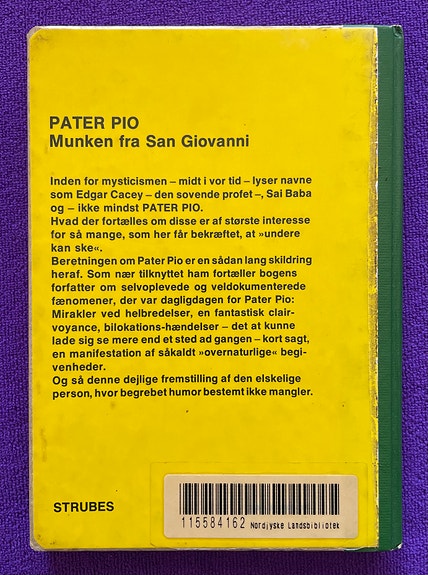 PATER PIO
Munken fra San Giovanni
Inden for mysticismen – midt i vor tid – lyser navne
som Edgar Cacey – den sovende profet –, Sai Baba
og – ikke mindst PATER PIO.
Hvad der fortælles om disse er af største interesse
for så mange, som her får bekræftet, at »undere
kan ske«.
Beretningen om Pater Pio er en sådan lang skildring
heraf. Som nær tilknyttet ham fortæller bogens
forfatter om selvoplevede og veldokumenterede
fænomener, der var dagligdagen for Pater Pio:
Mirakler ved helbredelser, en fantastisk clair-
voyance, bilokations-hændelser – det at kunne
lade sig se mere end et sted ad gangen – kort sagt,
en manifestation af såkaldt »overnaturlige« begi-
venheder.
Og så denne dejlige fremstilling af den elskelige
person, hvor begrebet humor bestemt ikke mangler.
STRUBES
115584162 Nordjyske Landsbibliotek